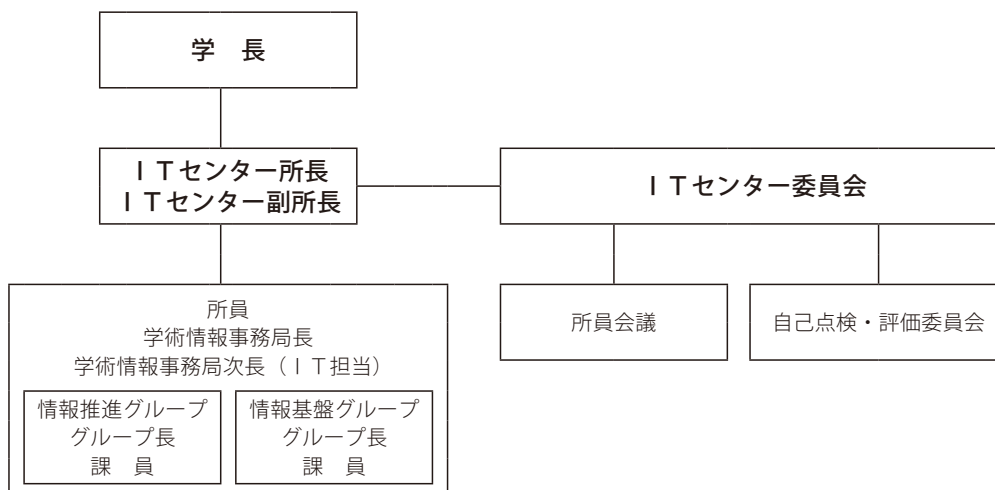 学　長
ＩＴセンター所長
ＩＴセンター副所長
ＩＴセンター委員会
所員
学術情報事務局長
学術情報事務局次長（ＩＴ担当）
情報推進グループ
グループ長
課　員
情報基盤グループ
グループ長
課　員
所員会議
自己点検・評価委員会